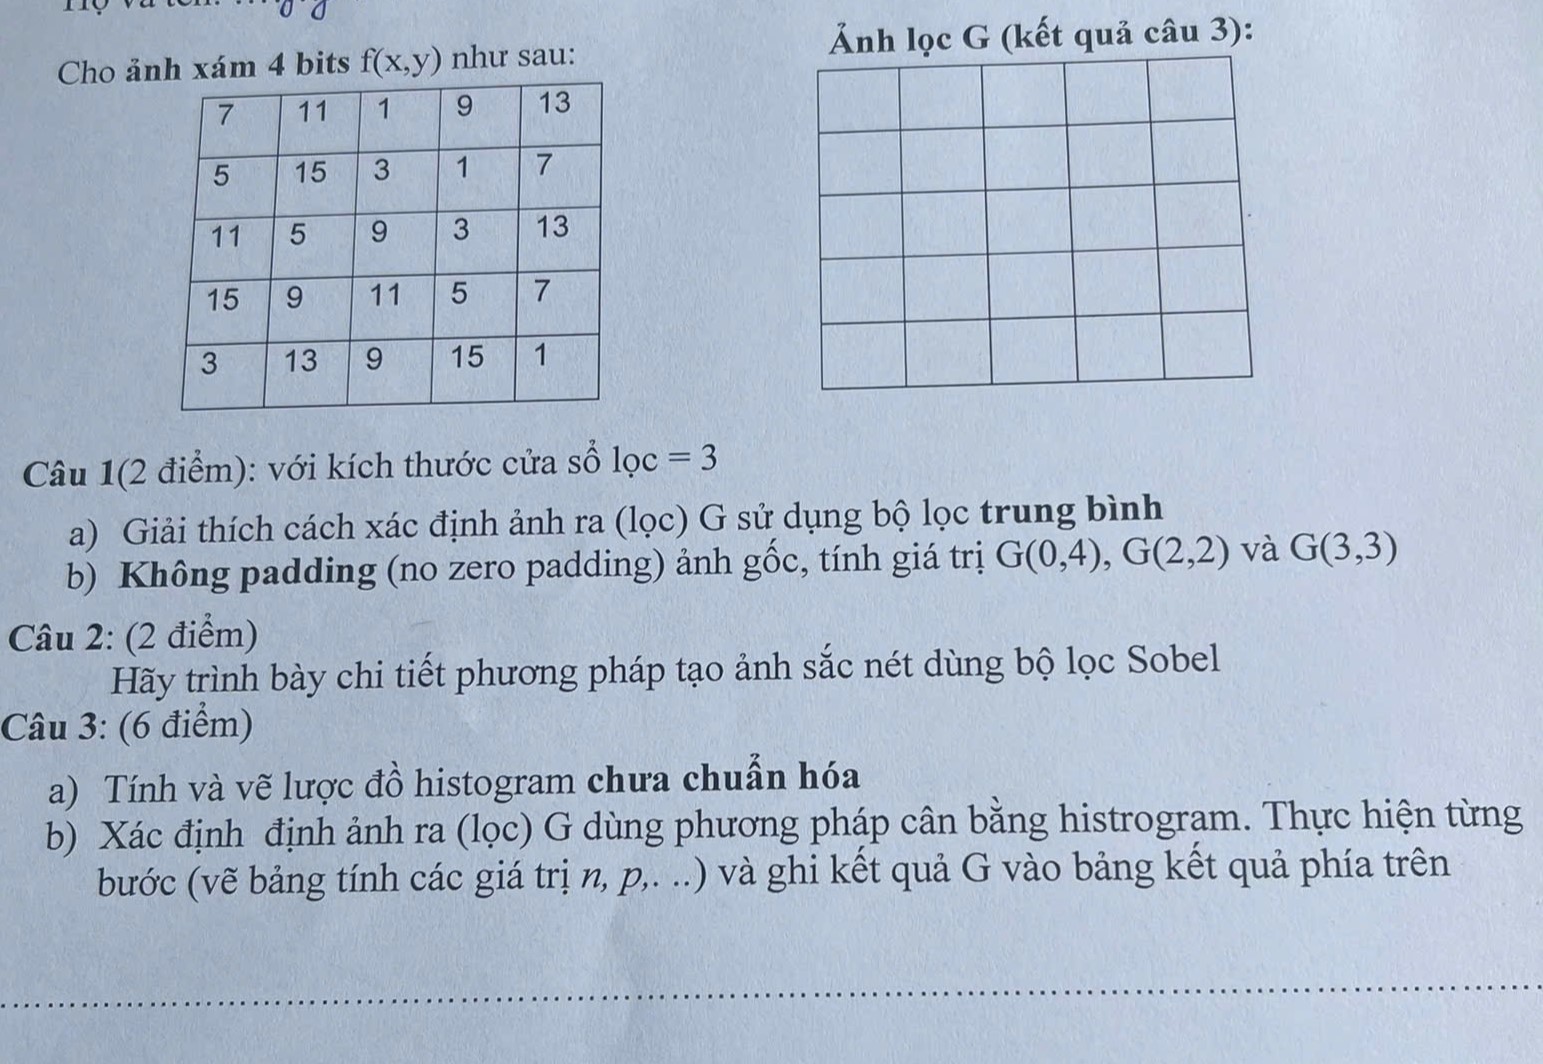 Cho ảnh xám 4 bits f(x,y) như sau:
Ảnh lọc G (kết quả câu 3):
7 11 1 9 13
5 15 3 1 7
11 5 9 3 13
15 9 11 5 7
3 13 9 15 1
Câu 1(2 điểm): với kích thước cửa sổ lọc = 3
a) Giải thích cách xác định ảnh ra (lọc) G sử dụng bộ lọc trung bình
b) Không padding (no zero padding) ảnh gốc, tính giá trị G(0,4), G(2,2) và G(3,3)
Câu 2: (2 điểm)
Hãy trình bày chi tiết phương pháp tạo ảnh sắc nét dùng bộ lọc Sobel
Câu 3: (6 điểm)
a) Tính và vẽ lược đồ histogram chưa chuẩn hóa
b) Xác định định ảnh ra (lọc) G dùng phương pháp cân bằng histrogram. Thực hiện từng
bước (vẽ bảng tính các giá trị n, p,. ..) và ghi kết quả G vào bảng kết quả phía trên